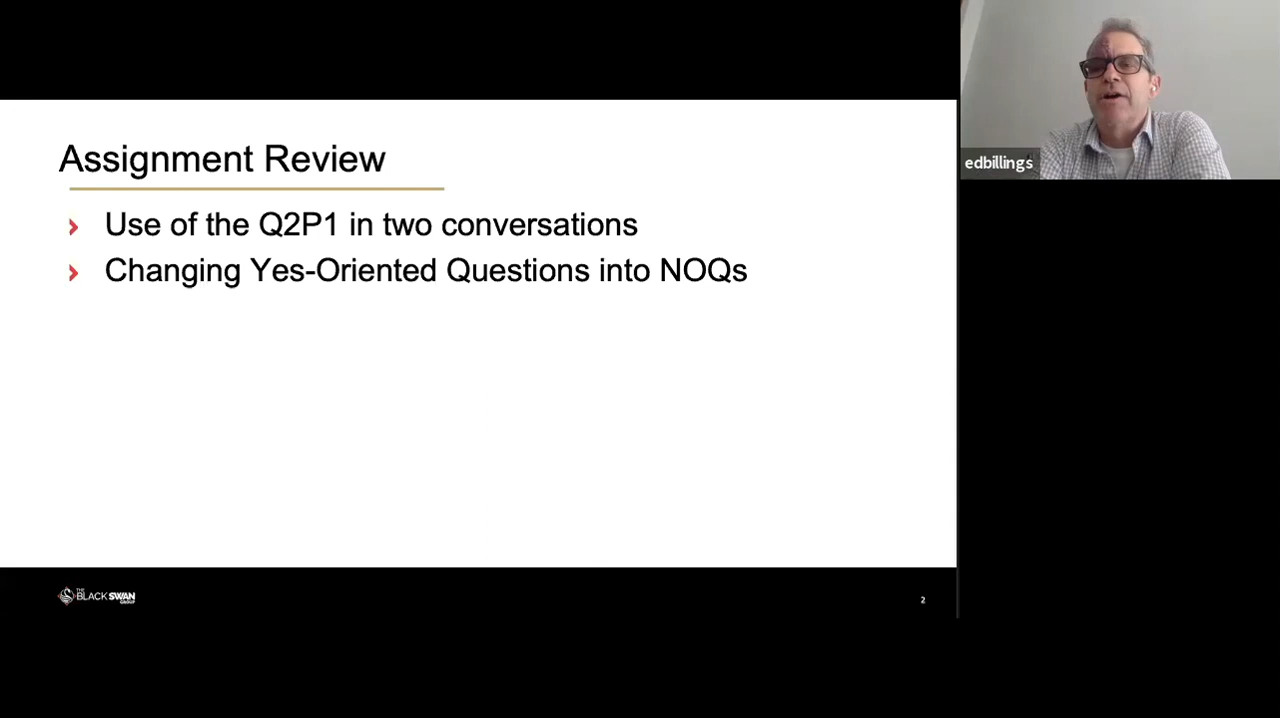 Assignment Review
› Use of the Q2P1 in two conversations
› Changing Yes-Oriented Questions into NOQs
edbillings
THE
BLACK SWAN
GROUP
2